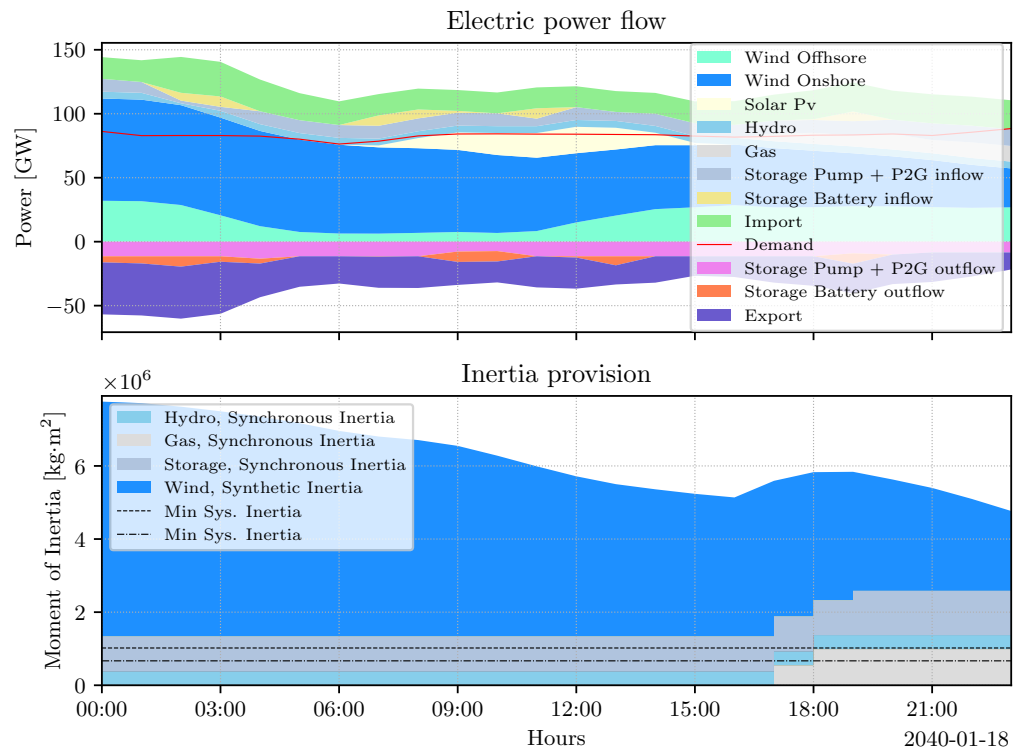 Electric power flow
150
100
50
0
−50
Power [GW]
Wind Offhsore
Wind Onshore
Solar Pv
Hydro
Gas
Storage Pump + P2G inflow
Storage Battery inflow
Import
Demand
Storage Pump + P2G outflow
Storage Battery outflow
Export
Inertia provision
×10⁶
6
4
2
0
Moment of Inertia [kg·m²]
Hydro, Synchronous Inertia
Gas, Synchronous Inertia
Storage, Synchronous Inertia
Wind, Synthetic Inertia
Min Sys. Inertia
Min Sys. Inertia
00:00 03:00 06:00 09:00 12:00 15:00 18:00 21:00
Hours
2040-01-18